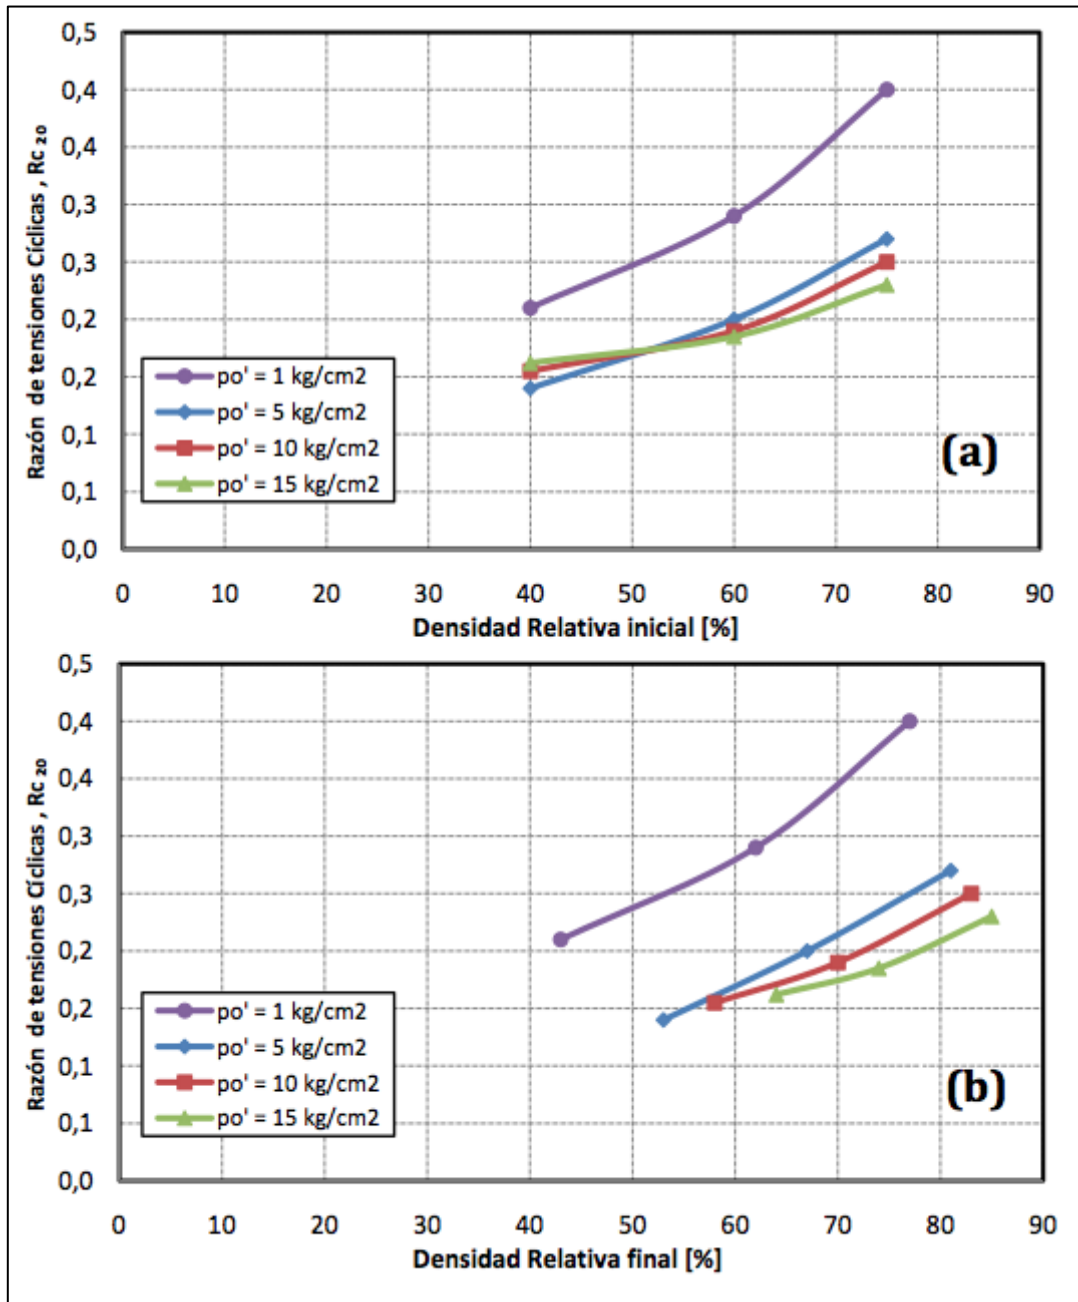 0,5
0,4
0,4
0,3
0,3
0,2
0,2
0,1
0,1
0,0
Razón de tensiones Cíclicas , Rc ₂₀
po' = 1 kg/cm2
po' = 5 kg/cm2
po' = 10 kg/cm2
po' = 15 kg/cm2
(a)
0 10 20 30 40 50 60 70 80 90
Densidad Relativa inicial [%]
0,5
0,4
0,4
0,3
0,3
0,2
0,2
0,1
0,1
0,0
Razón de tensiones Cíclicas , Rc ₂₀
po' = 1 kg/cm2
po' = 5 kg/cm2
po' = 10 kg/cm2
po' = 15 kg/cm2
(b)
0 10 20 30 40 50 60 70 80 90
Densidad Relativa final [%]